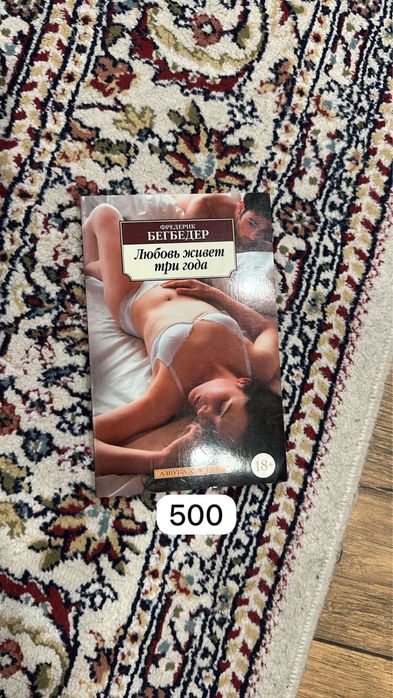 ФРЕДЕРИК
БЕГБЕДЕР
Любовь живет
три года
18+
500